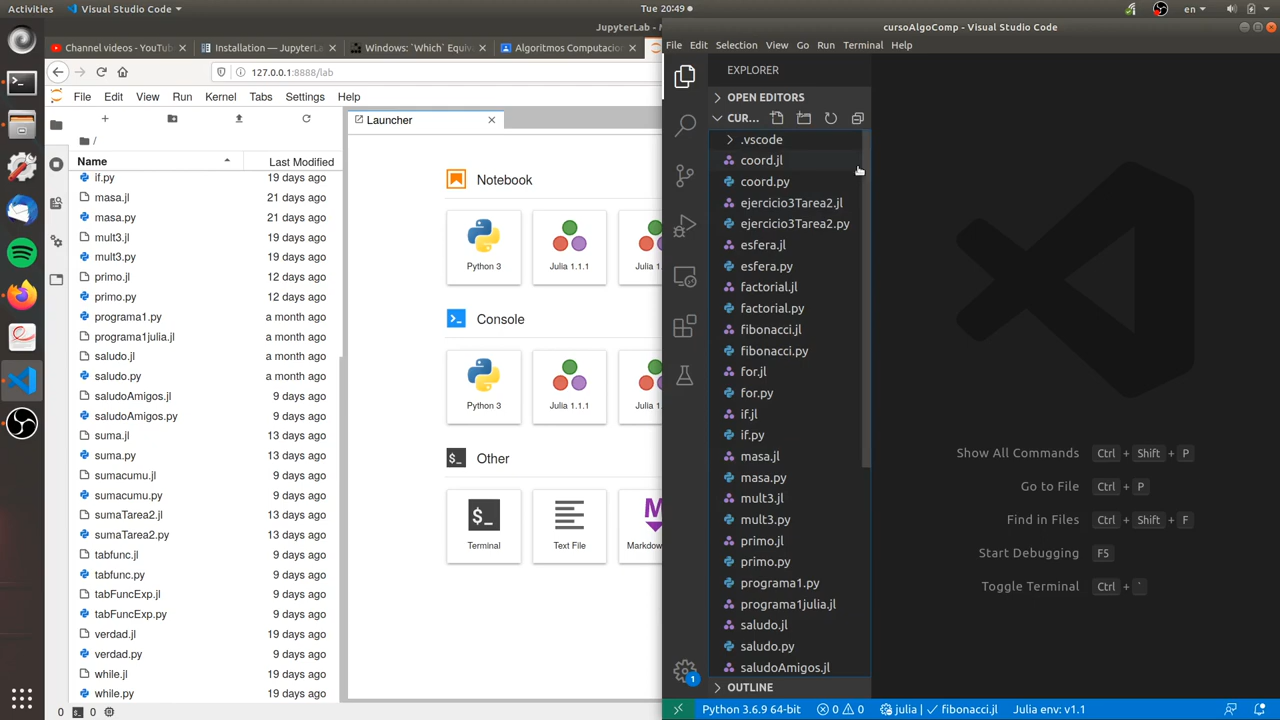 Activities Visual Studio Code Tue 20:49 en
JupyterLab - M
cursoAlgoComp - Visual Studio Code
Channel videos - YouTub
Installation — JupyterLa
Windows: `Which` Equiv
Algoritmos Computacion
127.0.0.1:8888/lab
File Edit View Run Kernel Tabs Settings Help
/
Name Last Modified
if.py 19 days ago
masa.jl 21 days ago
masa.py 21 days ago
mult3.jl 19 days ago
mult3.py 19 days ago
primo.jl 12 days ago
primo.py 12 days ago
programa1.py a month ago
programa1julia.jl a month ago
saludo.jl a month ago
saludo.py a month ago
saludoAmigos.jl 9 days ago
saludoAmigos.py 9 days ago
suma.jl 13 days ago
suma.py 13 days ago
sumacumu.jl 9 days ago
sumacumu.py 9 days ago
sumaTarea2.jl 13 days ago
sumaTarea2.py 13 days ago
tabfunc.jl 9 days ago
tabfunc.py 9 days ago
tabFuncExp.jl 9 days ago
tabFuncExp.py 9 days ago
verdad.jl 19 days ago
verdad.py 9 days ago
while.jl 19 days ago
while.py 19 days ago
0 $_ 0
Launcher
Notebook
Python 3 Julia 1.1.1
Console
Python 3 Julia 1.1.1
$_ Other
$_
Terminal Text File Markdow
File Edit Selection View Go Run Terminal Help
EXPLORER
OPEN EDITORS
CUR...
.vscode
coord.jl
coord.py
ejercicio3Tarea2.jl
ejercicio3Tarea2.py
esfera.jl
esfera.py
factorial.jl
factorial.py
fibonacci.jl
fibonacci.py
for.jl
for.py
if.jl
if.py
masa.jl
masa.py
mult3.jl
mult3.py
primo.jl
primo.py
programa1.py
programa1julia.jl
saludo.jl
saludo.py
saludoAmigos.jl
OUTLINE
1
Show All Commands Ctrl + Shift + P
Go to File Ctrl + P
Find in Files Ctrl + Shift + F
Start Debugging F5
Toggle Terminal Ctrl + `
Python 3.6.9 64-bit 0 0 julia | ✓ fibonacci.jl Julia env: v1.1